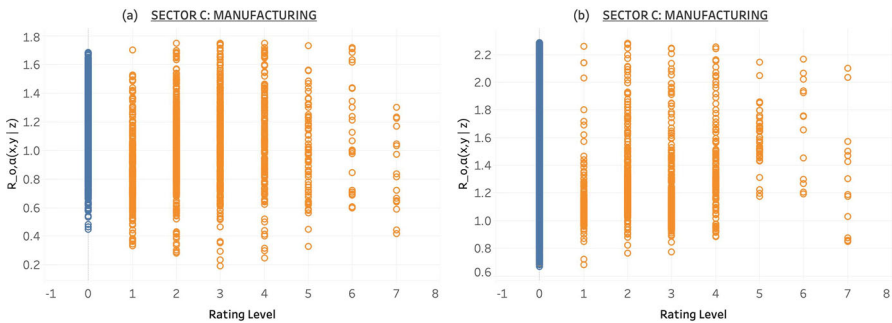 (a) SECTOR C: MANUFACTURING
1.8
1.6
1.4
1.2
1.0
0.8
0.6
0.4
0.2
R_o,α(x,y | z)
-1 0 1 2 3 4 5 6 7 8
Rating Level
(b) SECTOR C: MANUFACTURING
2.2
2.0
1.8
1.6
1.4
1.2
1.0
0.8
0.6
R_o,α(x,y | z)
-1 0 1 2 3 4 5 6 7 8
Rating Level